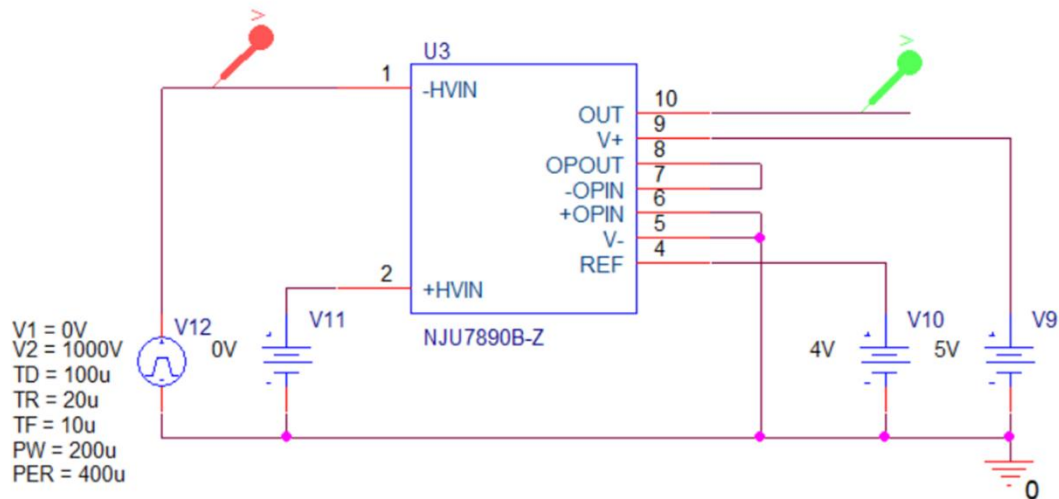 U3
1
-HVIN
OUT
10
V+
9
OPOUT
8
-OPIN
7
+OPIN
6
V-
5
REF
4
2
+HVIN
NJU7890B-Z
V1 = 0V
V2 = 1000V
TD = 100u
TR = 20u
TF = 10u
PW = 200u
PER = 400u
V12
0V
V11
4V
V10
5V
V9
0
V
V